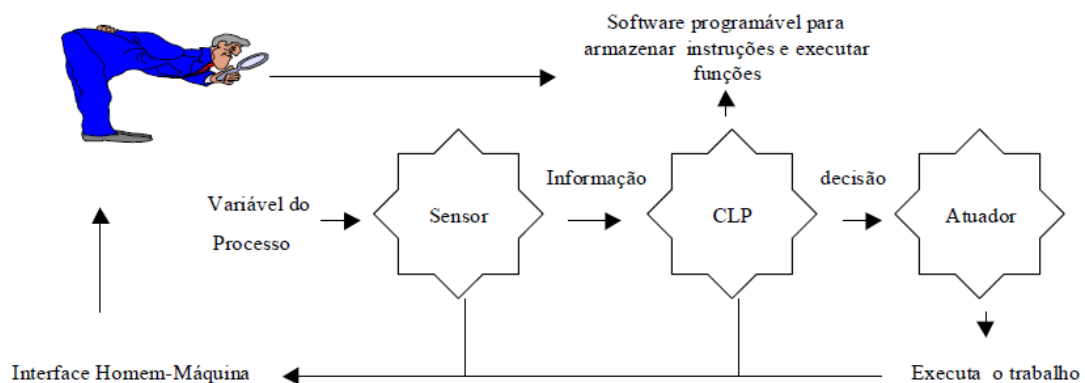 Software programável para
armazenar instruções e executar
funções
Informação
decisão
Variável do
Processo
Sensor
CLP
Atuador
Interface Homem-Máquina
Executa o trabalho